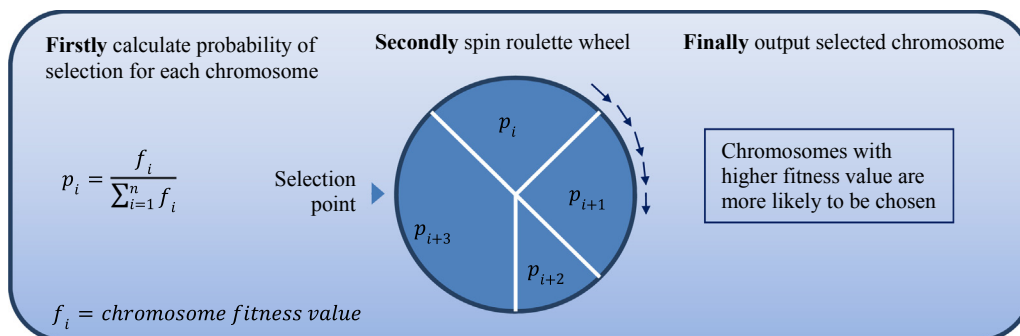 Firstly calculate probability of
selection for each chromosome
Secondly spin roulette wheel
Finally output selected chromosome
p_i = f_i / ∑_{i=1}^{n} f_i
Selection
point
p_i
p_{i+1}
p_{i+2}
p_{i+3}
Chromosomes with
higher fitness value are
more likely to be chosen
f_i = chromosome fitness value